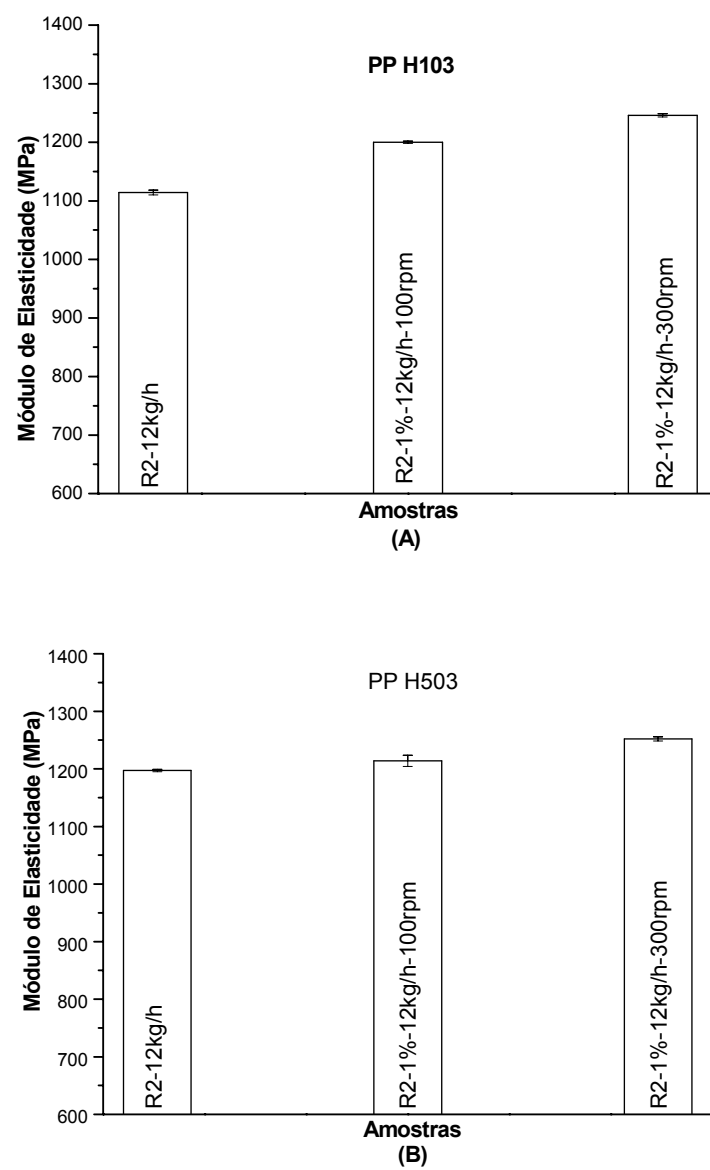 PP H103
Módulo de Elasticidade (MPa)
1400
1300
1200
1100
1000
900
800
700
600
R2-12kg/h
R2-1%-12kg/h-100rpm
R2-1%-12kg/h-300rpm
Amostras
(A)
PP H503
Módulo de Elasticidade (MPa)
1400
1300
1200
1100
1000
900
800
700
600
R2-12kg/h
R2-1%-12kg/h-100rpm
R2-1%-12kg/h-300rpm
Amostras
(B)